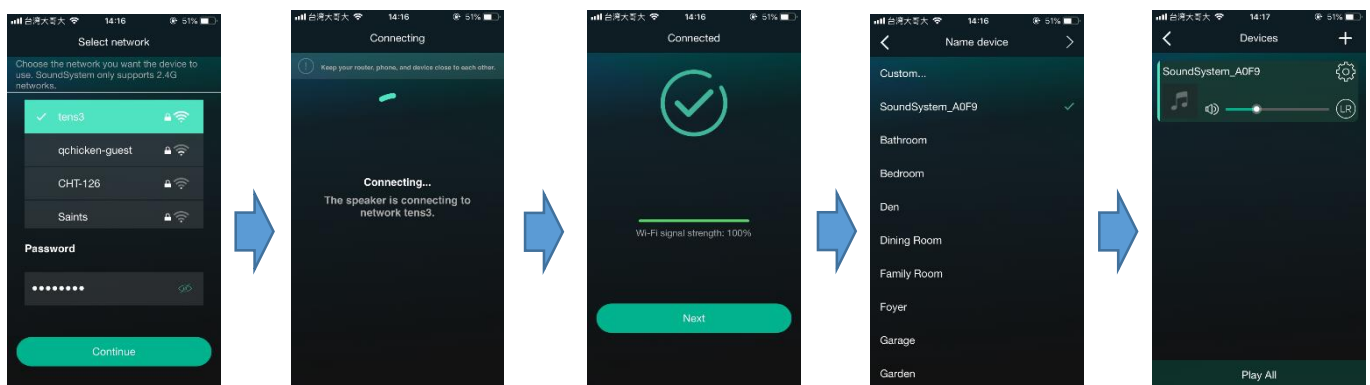 台灣大哥大 14:16 51%
Select network
Choose the network you want the device to
use. SoundSystem only supports 2.4G
networks.
tens3
qchicken-guest
CHT-126
Saints
Password
••••••••
Continue
台灣大哥大 14:16 51%
Connecting
Keep your router, phone, and device close to each other.
Connecting...
The speaker is connecting to
network tens3.
台灣大哥大 14:16 51%
Connected
Wi-Fi signal strength: 100%
Next
台灣大哥大 14:16 51%
Name device
Custom...
SoundSystem_A0F9
Bathroom
Bedroom
Den
Dining Room
Family Room
Foyer
Garage
Garden
台灣大哥大 14:17 51%
Devices
SoundSystem_A0F9
LR
Play All